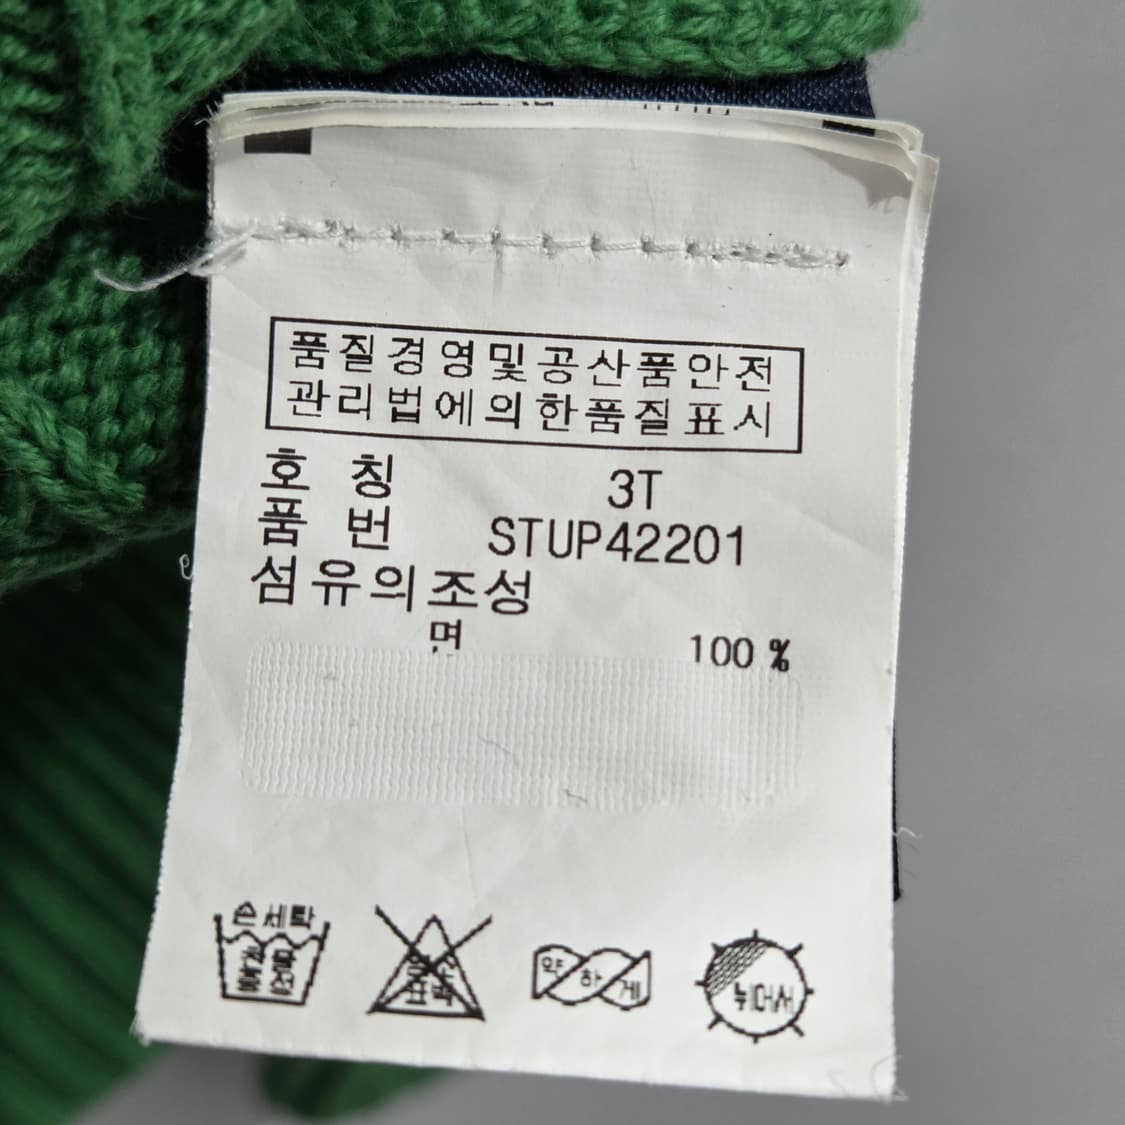 품질경영및공산품안전
관리법에의한품질표시
호 칭 3T
품 번 STUP42201
섬유의조성
면 100 %
손세탁
약하게
뉘어서